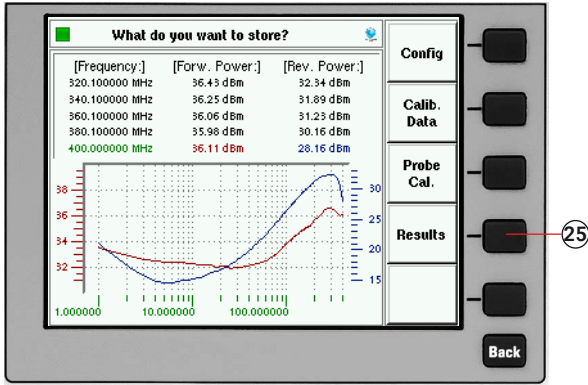 What do you want to store?
[Frequency:] [Forw. Power:] [Rev. Power:]
320.100000 MHz 36.43 dBm 32.34 dBm
340.100000 MHz 36.25 dBm 31.89 dBm
360.100000 MHz 36.06 dBm 31.23 dBm
380.100000 MHz 35.98 dBm 30.16 dBm
400.000000 MHz 36.11 dBm 28.16 dBm
38
36
34
32
30
25
20
15
1.000000 10.000000 100.000000
Config
Calib.
Data
Probe
Cal.
Results
25
Back